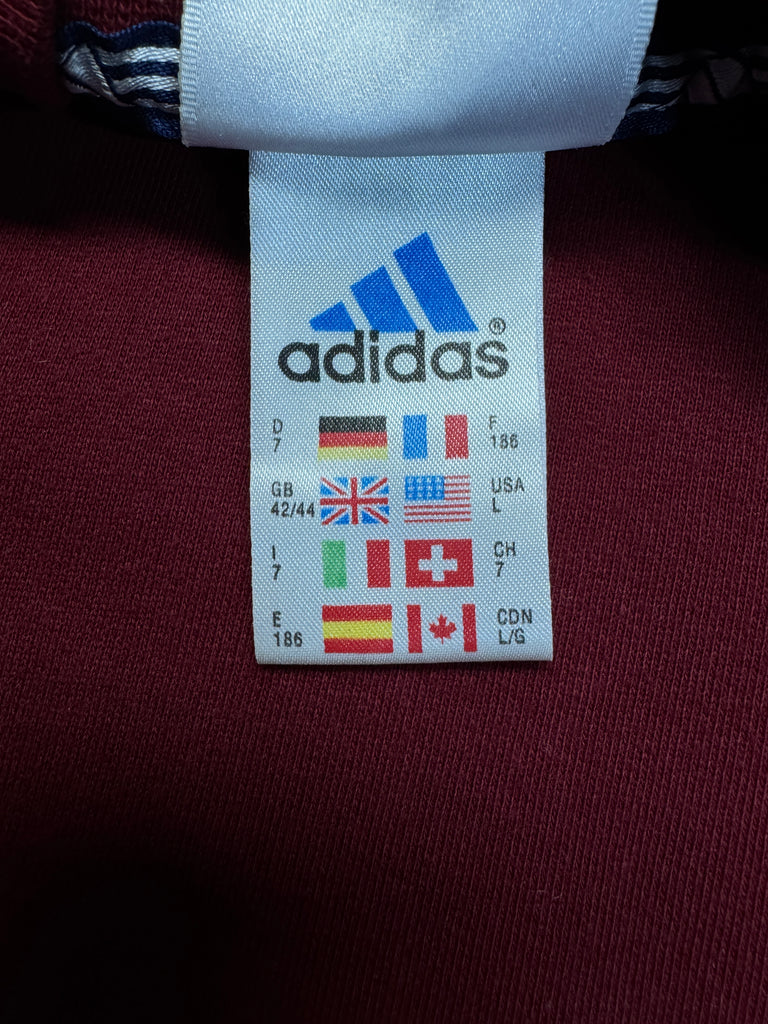 adidas®
D F
7 186
GB USA
42/44 L
I CH
7 7
E CDN
186 L/G